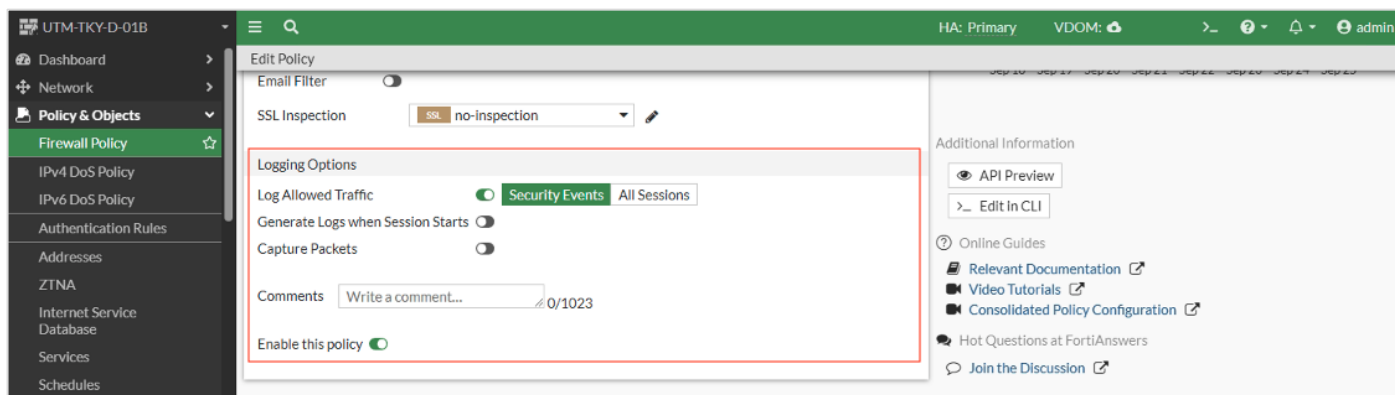 UTM-TKY-D-01B
HA: Primary
VDOM:
admin
Dashboard
Network
Policy & Objects
Firewall Policy
IPv4 DoS Policy
IPv6 DoS Policy
Authentication Rules
Addresses
ZTNA
Internet Service
Database
Services
Schedules
Edit Policy
Email Filter
SSL Inspection
SSL no-inspection
Logging Options
Log Allowed Traffic Security Events All Sessions
Generate Logs when Session Starts
Capture Packets
Comments Write a comment... 0/1023
Enable this policy
Additional Information
API Preview
>_ Edit in CLI
Online Guides
Relevant Documentation
Video Tutorials
Consolidated Policy Configuration
Hot Questions at FortiAnswers
Join the Discussion